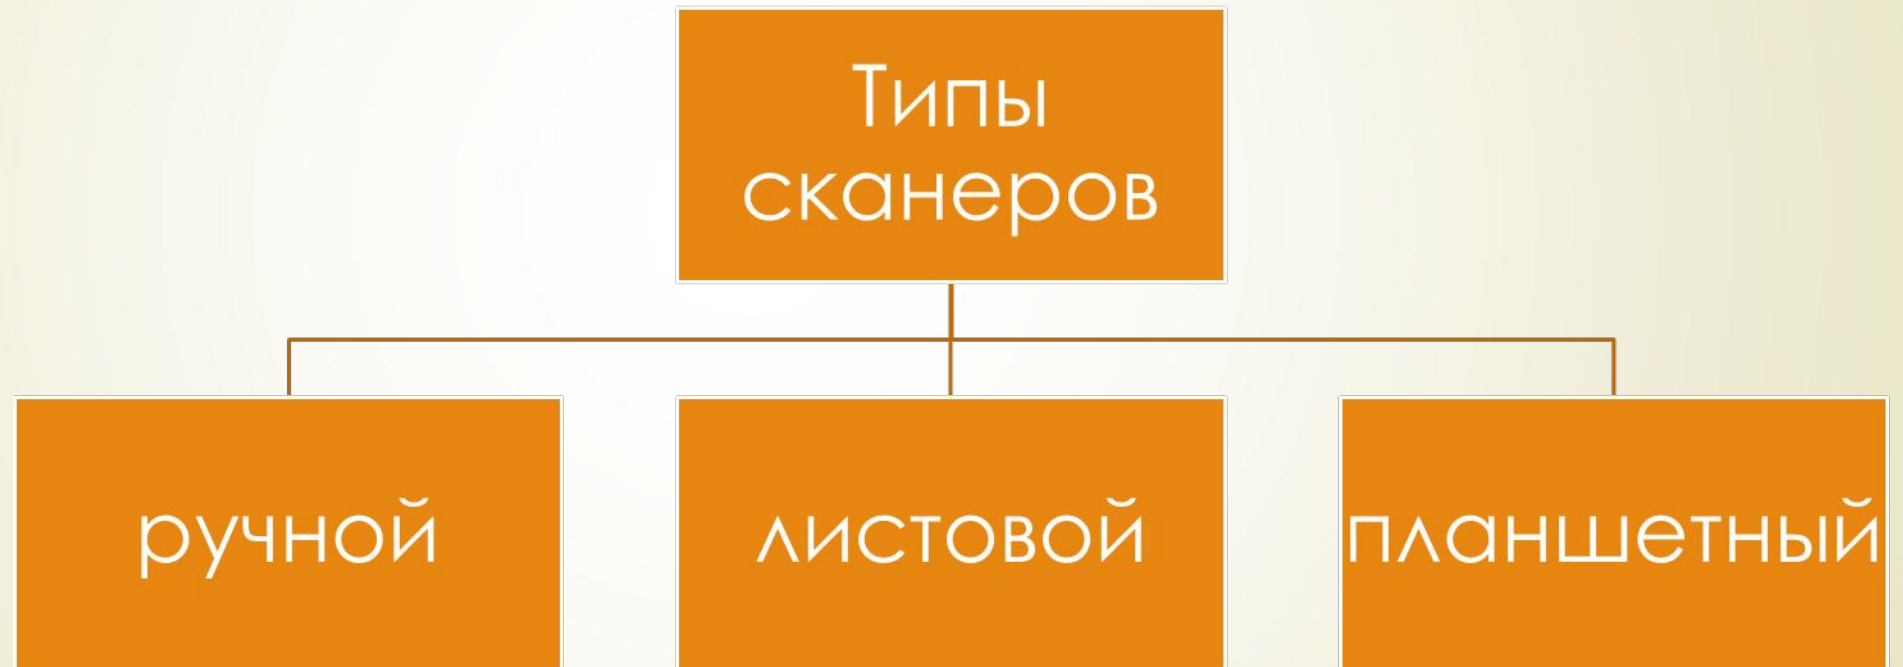 Типы
сканеров
ручной
листовой
планшетный